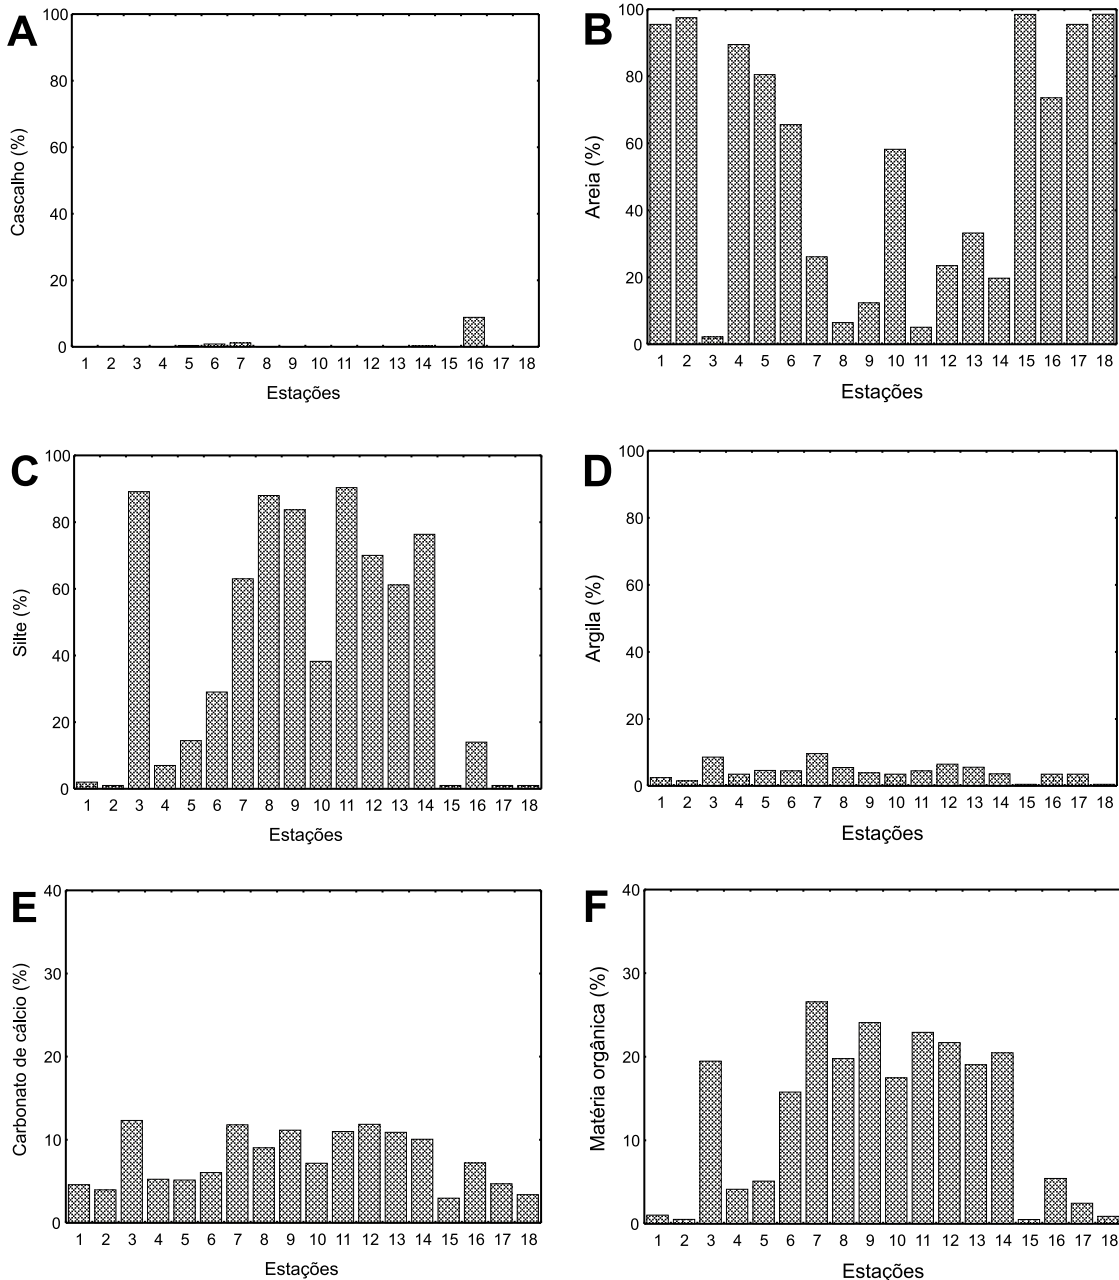 A
Cascalho (%)
100
80
60
40
20
0
1 2 3 4 5 6 7 8 9 10 11 12 13 14 15 16 17 18
Estações
B
Areia (%)
100
80
60
40
20
0
1 2 3 4 5 6 7 8 9 10 11 12 13 14 15 16 17 18
Estações
C
Silte (%)
100
80
60
40
20
0
1 2 3 4 5 6 7 8 9 10 11 12 13 14 15 16 17 18
Estações
D
Argila (%)
100
80
60
40
20
0
1 2 3 4 5 6 7 8 9 10 11 12 13 14 15 16 17 18
Estações
E
Carbonato de cálcio (%)
40
30
20
10
0
1 2 3 4 5 6 7 8 9 10 11 12 13 14 15 16 17 18
Estações
F
Matéria orgânica (%)
40
30
20
10
0
1 2 3 4 5 6 7 8 9 10 11 12 13 14 15 16 17 18
Estações